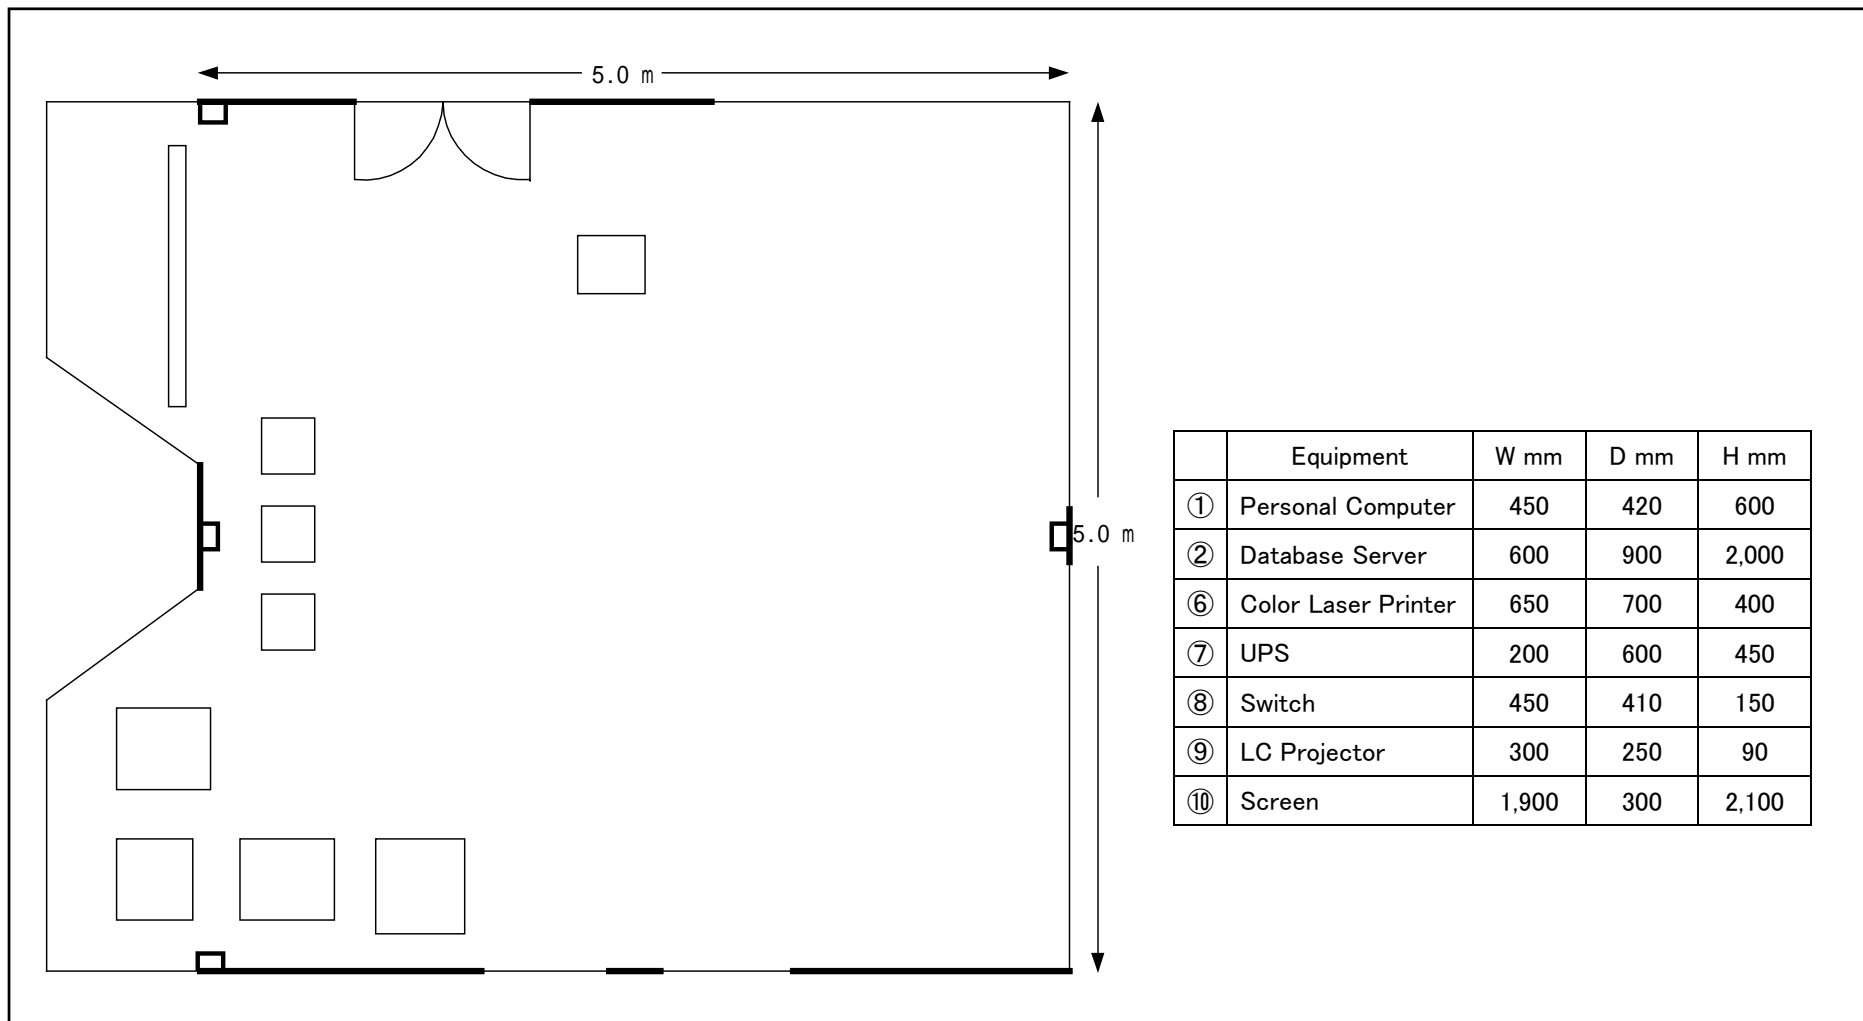 5.0 m
5.0 m
Equipment W mm D mm H mm
① Personal Computer 450 420 600
② Database Server 600 900 2,000
⑥ Color Laser Printer 650 700 400
⑦ UPS 200 600 450
⑧ Switch 450 410 150
⑨ LC Projector 300 250 90
⑩ Screen 1,900 300 2,100